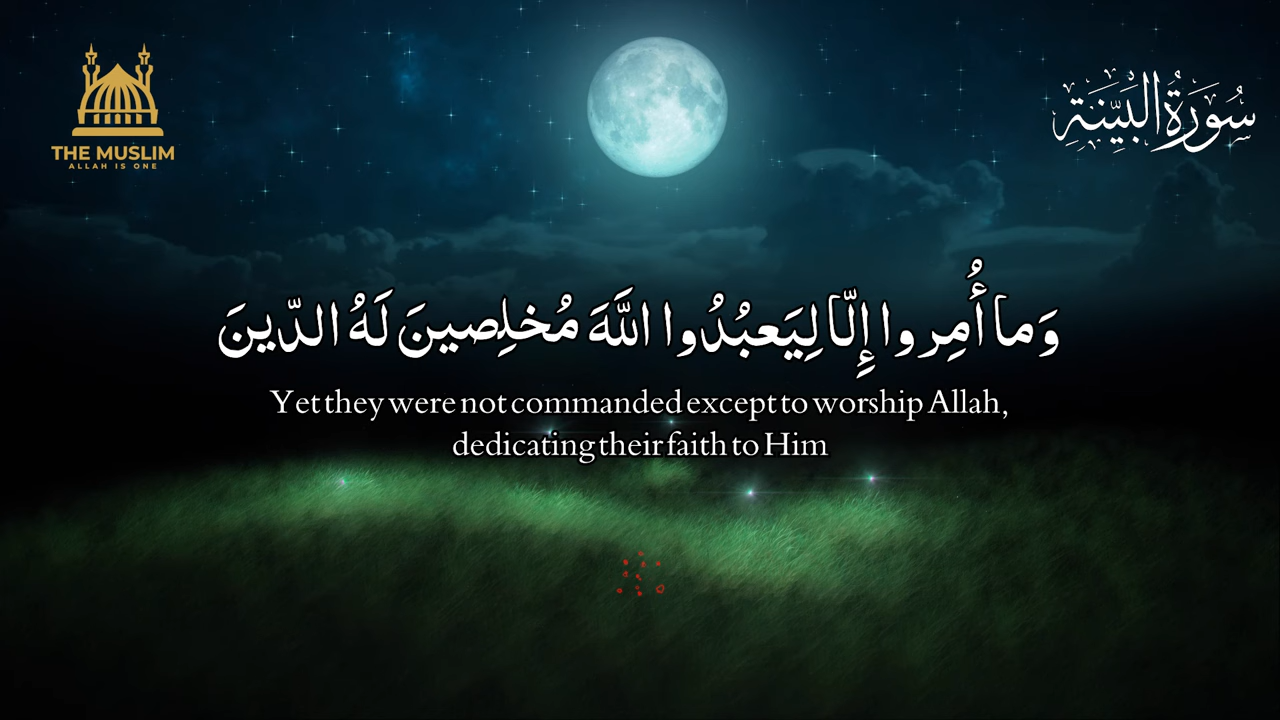 THE MUSLIM
ALLAH IS ONE
سُورَةُ البَيِّنَةِ
وَما أُمِروا إِلّا لِيَعبُدُوا اللَّهَ مُخلِصينَ لَهُ الدّينَ
Yet they were not commanded except to worship Allah,
dedicating their faith to Him